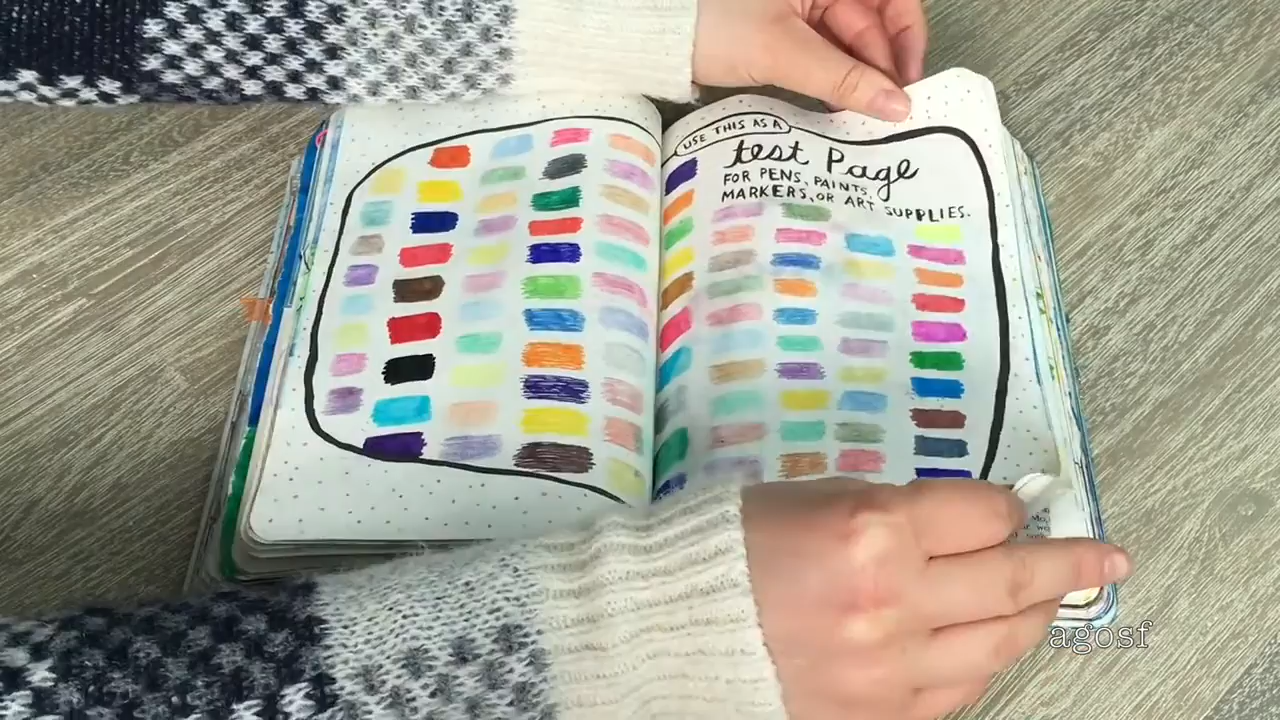 USE THIS AS A
test Page
FOR PENS, PAINTS,
MARKERS, OR ART SUPPLIES.
agosf